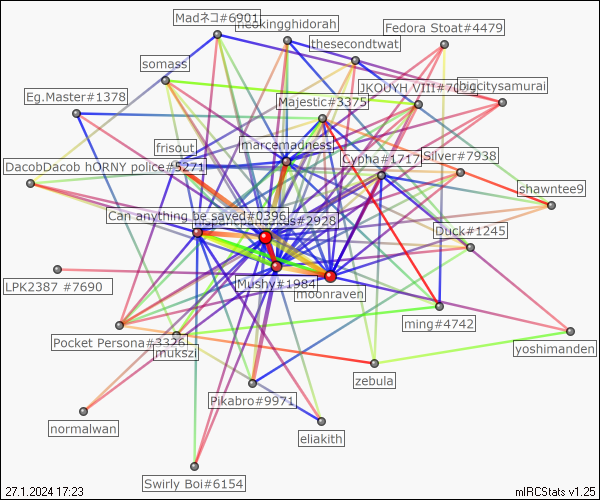 Madネコ#6901
neokingghidorah
Fedora Stoat#4479
thesecondtwat
somass
JKOUYH VIII#
bigcitysamurai
Eg.Master#1378
Majestic#3375
marcemadness
frisout
Cypha#1717
Silver#7938
DacobDacob hORNY police#5271
shawntee9
Can anything be saved#0396
#2928
Duck#1245
Mushy#1984
LPK2387 #7690
moonraven
ming#4742
Pocket Persona#3326
mukszi
yoshimanden
zebula
Pikabro#9971
normalwan
eliakith
Swirly Boi#6154
27.1.2024 17:23
mIRCStats v1.25